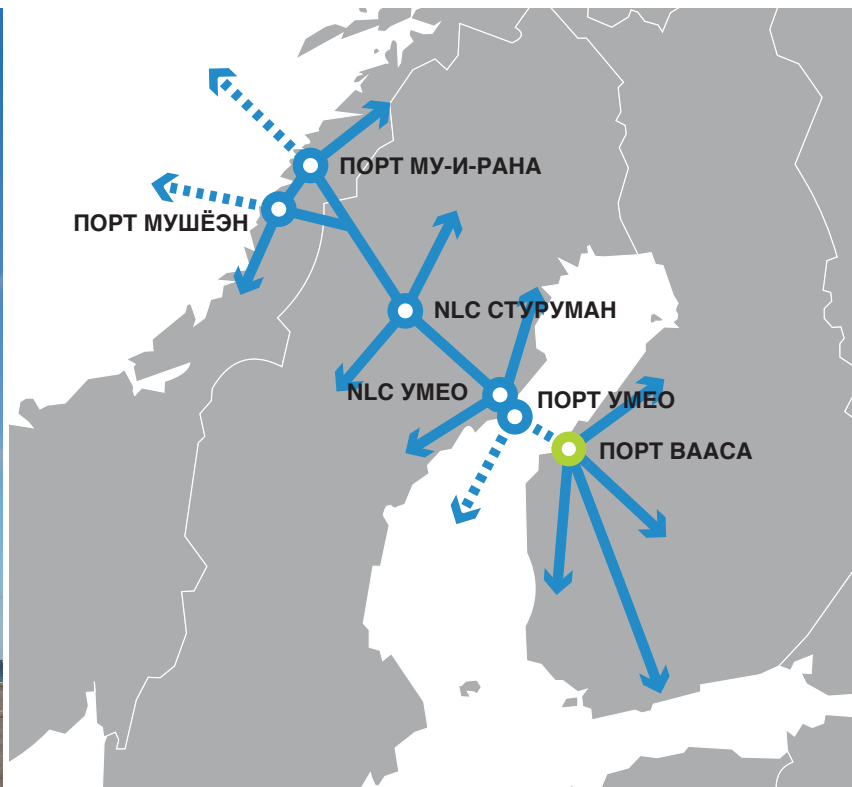 ПОРТ МУ-И-РАНА
ПОРТ МУШЁЭН
NLC СТУРУМАН
NLC УМЕО
ПОРТ УМЕО
ПОРТ ВААСА